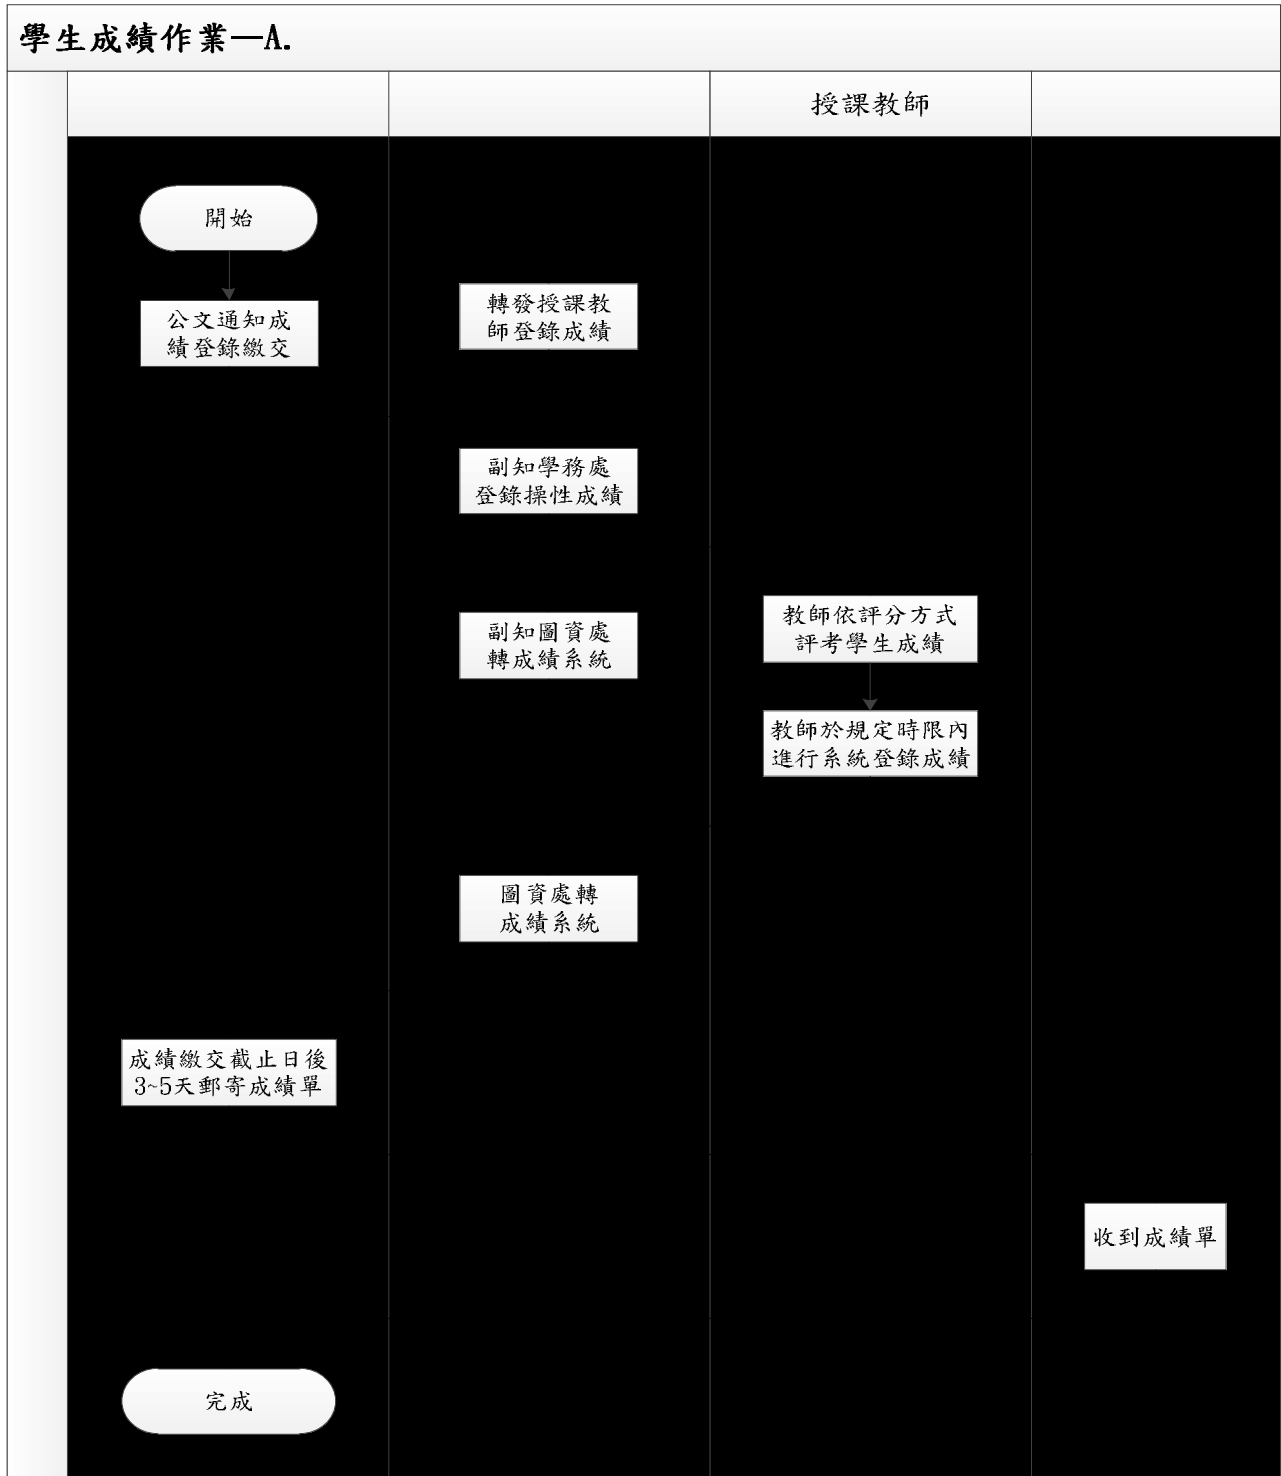 學生成績作業—A.
授課教師
開始
公文通知成
績登錄繳交
轉發授課教
師登錄成績
副知學務處
登錄操性成績
副知圖資處
轉成績系統
教師依評分方式
評考學生成績
教師於規定時限內
進行系統登錄成績
圖資處轉
成績系統
成績繳交截止日後
3~5天郵寄成績單
收到成績單
完成